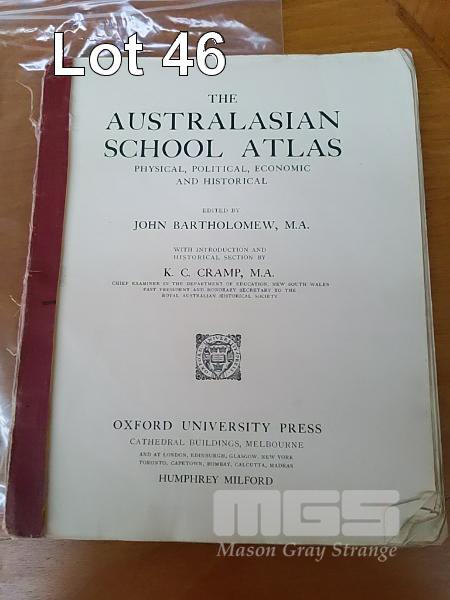 Lot 46
THE
AUSTRALASIAN
SCHOOL ATLAS
PHYSICAL, POLITICAL, ECONOMIC
AND HISTORICAL
EDITED BY
JOHN BARTHOLOMEW, M.A.
WITH INTRODUCTION AND
HISTORICAL SECTION BY
K. C. CRAMP, M.A.
CHIEF EXAMINER IN THE DEPARTMENT OF EDUCATION, NEW SOUTH WALES
PAST PRESIDENT AND HONORARY SECRETARY TO THE
ROYAL AUSTRALIAN HISTORICAL SOCIETY
OXFORD UNIVERSITY PRESS
CATHEDRAL BUILDINGS, MELBOURNE
AND AT LONDON, EDINBURGH, GLASGOW, NEW YORK
TORONTO, CAPETOWN, BOMBAY, CALCUTTA, MADRAS
HUMPHREY MILFORD
MGS
Mason Gray Strange